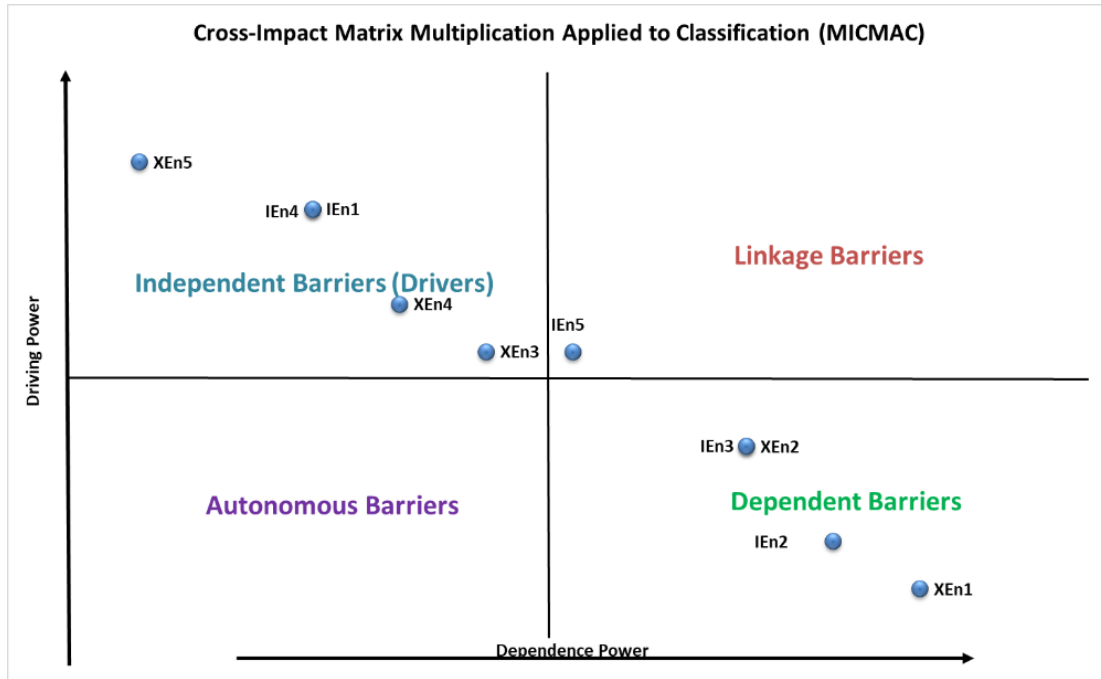 Cross-Impact Matrix Multiplication Applied to Classification (MICMAC)
XEn5
IEn4 IEn1
Linkage Barriers
Independent Barriers (Drivers)
XEn4
IEn5
XEn3
Driving Power
IEn3 XEn2
Autonomous Barriers
Dependent Barriers
IEn2
XEn1
Dependence Power